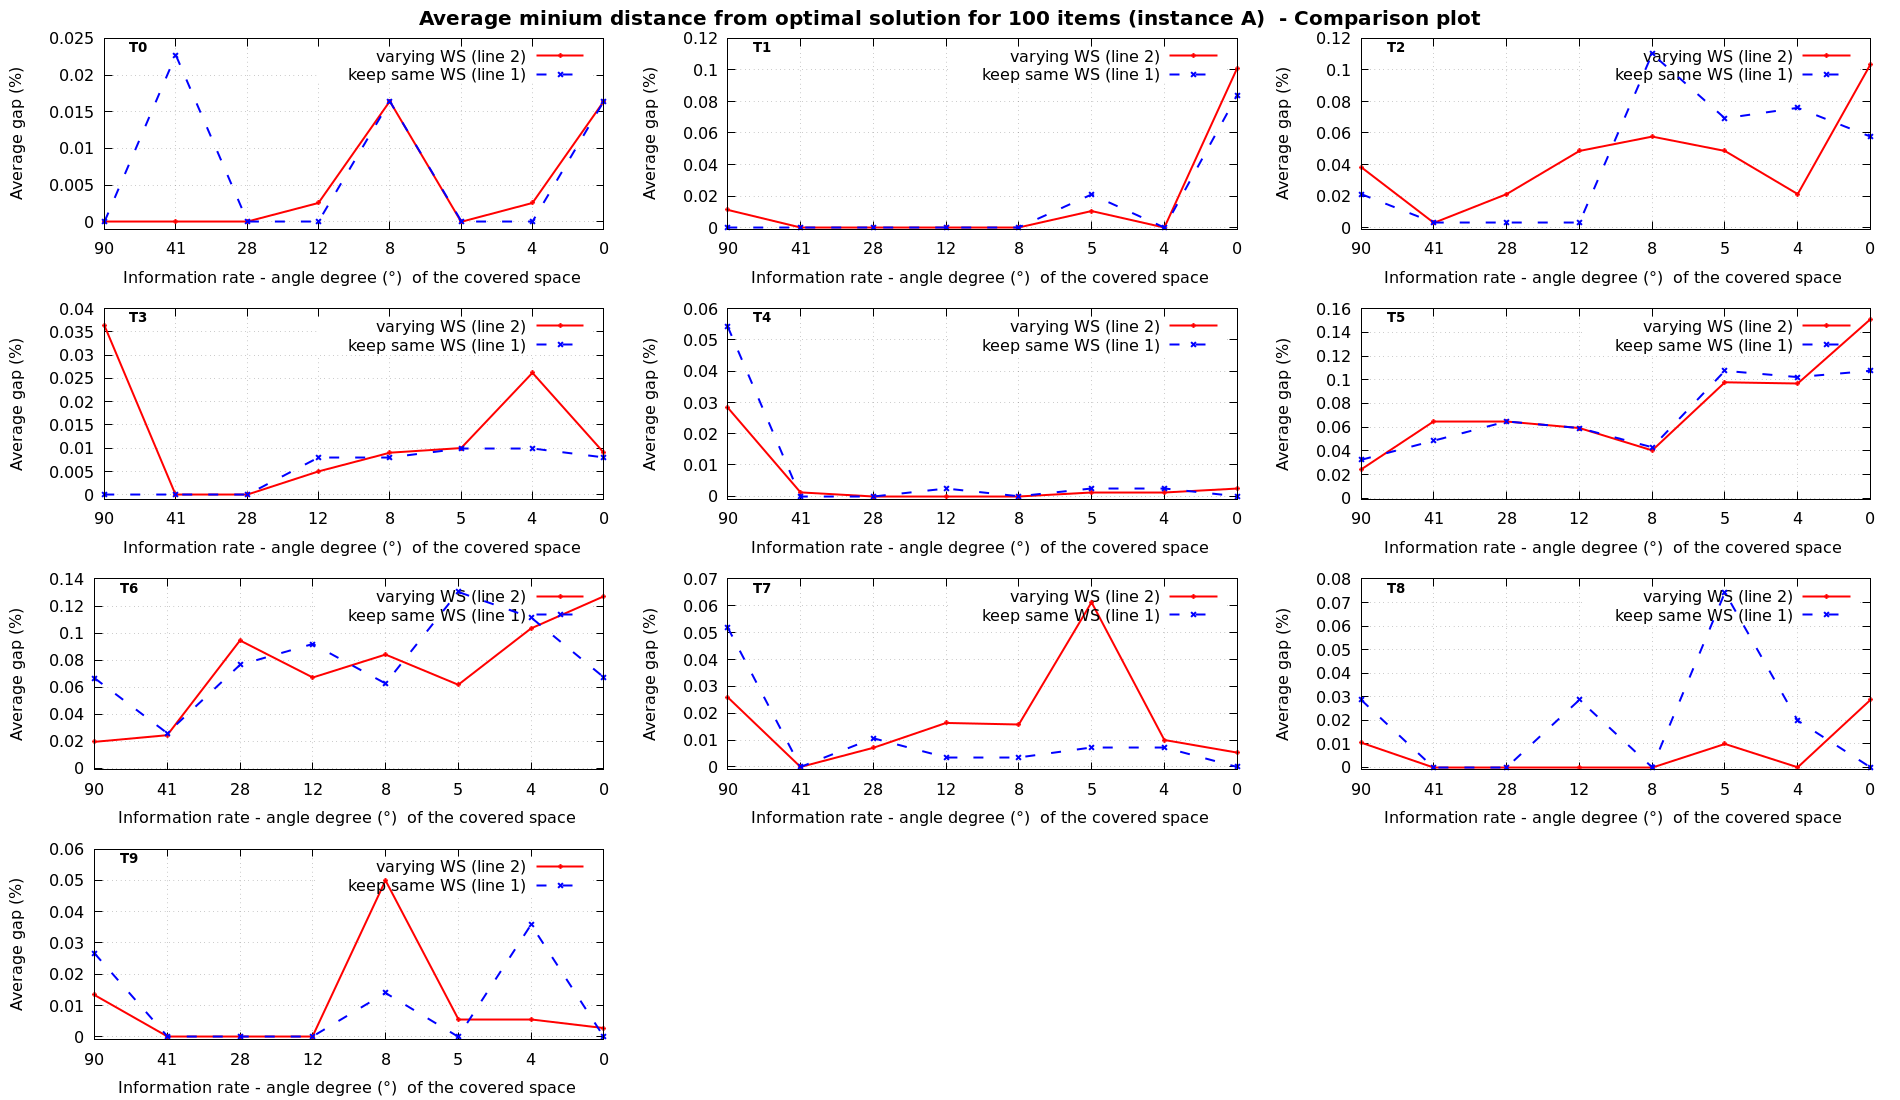 Average minium distance from optimal solution for 100 items (instance A)  - Comparison plot
T0
varying WS (line 2)
keep same WS (line 1)
Average gap (%)
0.025
0.02
0.015
0.01
0.005
0
90 41 28 12 8 5 4 0
Information rate - angle degree (°)  of the covered space
T1
varying WS (line 2)
keep same WS (line 1)
Average gap (%)
0.12
0.1
0.08
0.06
0.04
0.02
0
90 41 28 12 8 5 4 0
Information rate - angle degree (°)  of the covered space
T2
varying WS (line 2)
keep same WS (line 1)
Average gap (%)
0.12
0.1
0.08
0.06
0.04
0.02
0
90 41 28 12 8 5 4 0
Information rate - angle degree (°)  of the covered space
T3
varying WS (line 2)
keep same WS (line 1)
Average gap (%)
0.04
0.035
0.03
0.025
0.02
0.015
0.01
0.005
0
90 41 28 12 8 5 4 0
Information rate - angle degree (°)  of the covered space
T4
varying WS (line 2)
keep same WS (line 1)
Average gap (%)
0.06
0.05
0.04
0.03
0.02
0.01
0
90 41 28 12 8 5 4 0
Information rate - angle degree (°)  of the covered space
T5
varying WS (line 2)
keep same WS (line 1)
Average gap (%)
0.16
0.14
0.12
0.1
0.08
0.06
0.04
0.02
0
90 41 28 12 8 5 4 0
Information rate - angle degree (°)  of the covered space
T6
varying WS (line 2)
keep same WS (line 1)
Average gap (%)
0.14
0.12
0.1
0.08
0.06
0.04
0.02
0
90 41 28 12 8 5 4 0
Information rate - angle degree (°)  of the covered space
T7
varying WS (line 2)
keep same WS (line 1)
Average gap (%)
0.07
0.06
0.05
0.04
0.03
0.02
0.01
0
90 41 28 12 8 5 4 0
Information rate - angle degree (°)  of the covered space
T8
varying WS (line 2)
keep same WS (line 1)
Average gap (%)
0.08
0.07
0.06
0.05
0.04
0.03
0.02
0.01
0
90 41 28 12 8 5 4 0
Information rate - angle degree (°)  of the covered space
T9
varying WS (line 2)
keep same WS (line 1)
Average gap (%)
0.06
0.05
0.04
0.03
0.02
0.01
0
90 41 28 12 8 5 4 0
Information rate - angle degree (°)  of the covered space